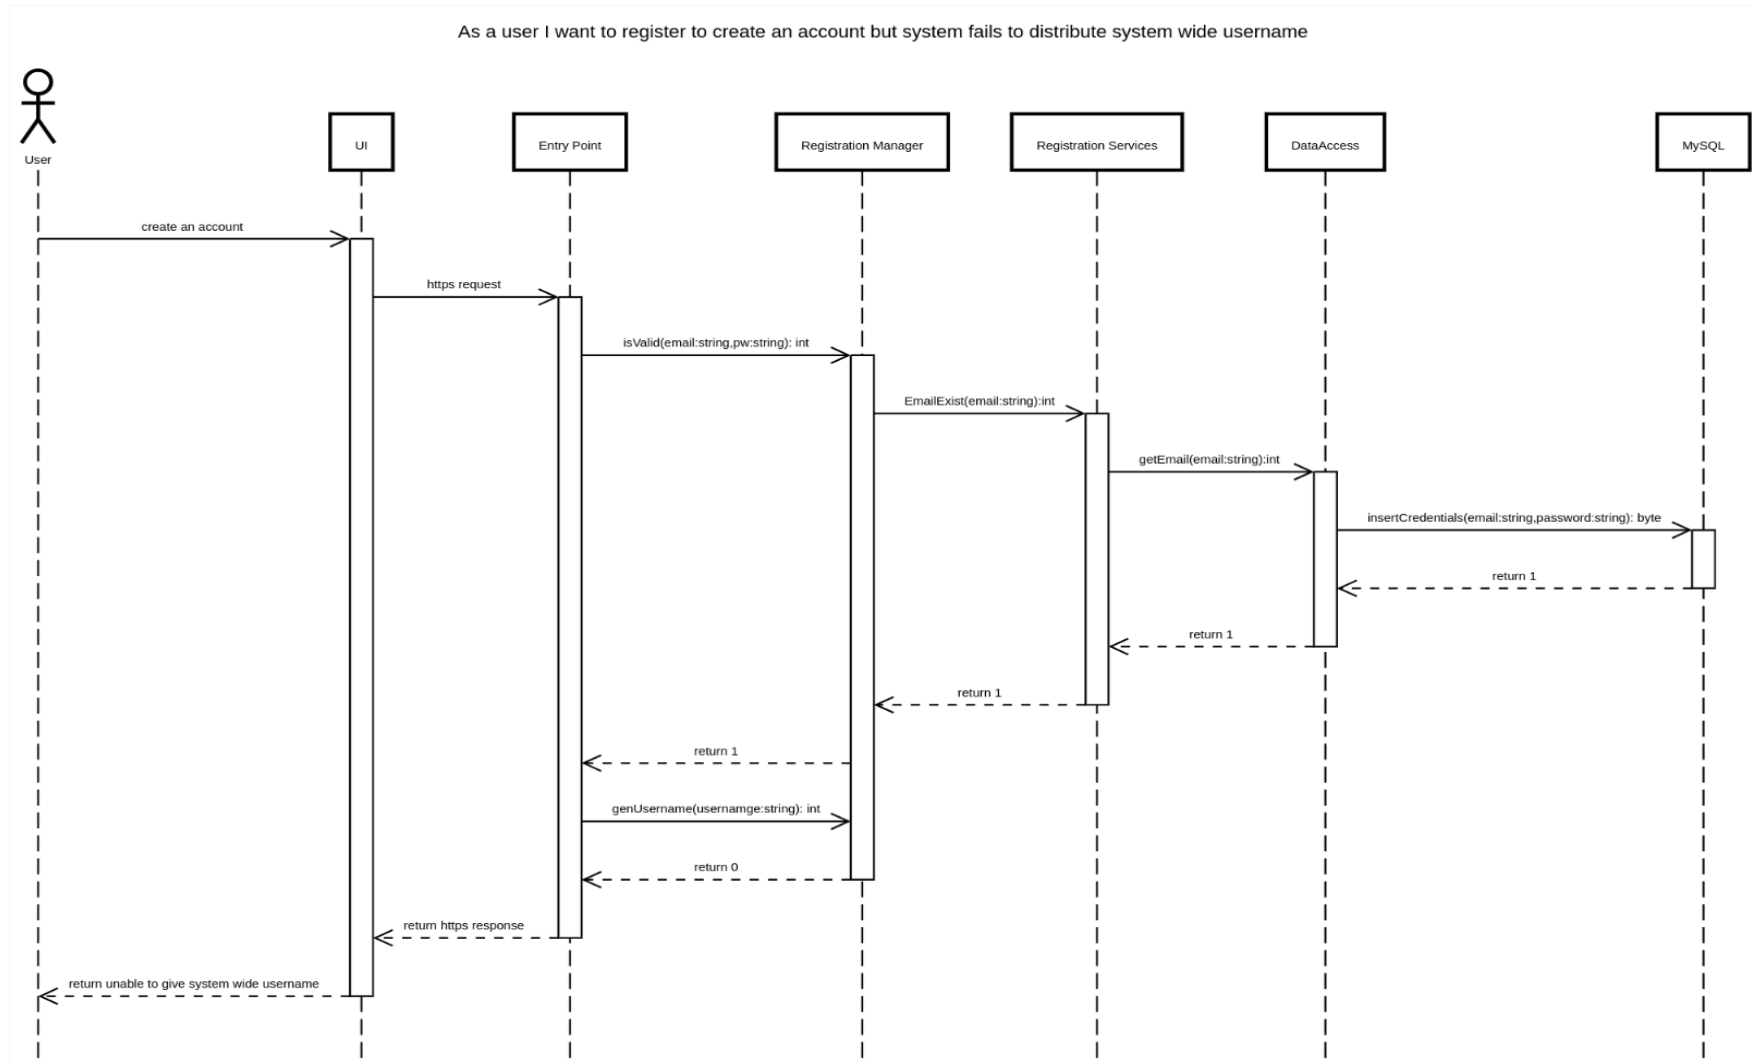 As a user I want to register to create an account but system fails to distribute system wide username
User
UI
Entry Point
Registration Manager
Registration Services
DataAccess
MySQL
create an account
https request
isValid(email:string,pw:string): int
EmailExist(email:string):int
getEmail(email:string):int
insertCredentials(email:string,password:string): byte
return 1
return 1
return 1
return 1
genUsername(usernamge:string): int
return 0
return https response
return unable to give system wide username